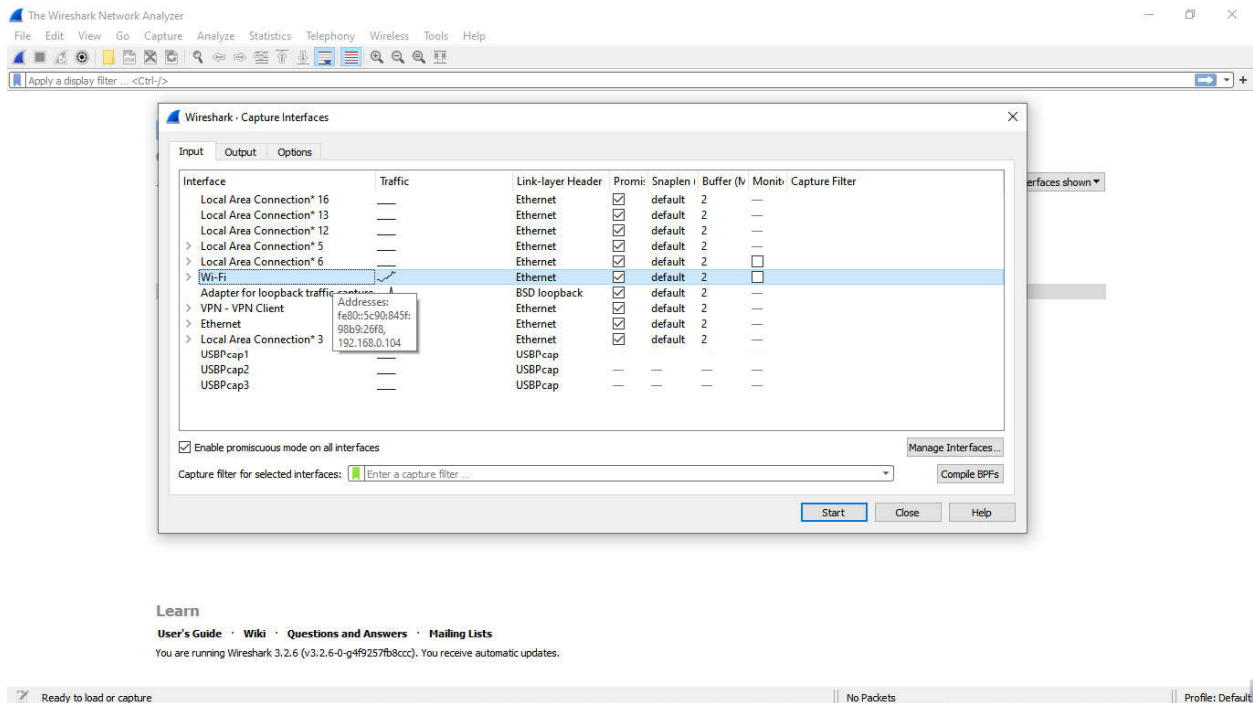 The Wireshark Network Analyzer
File Edit View Go Capture Analyze Statistics Telephony Wireless Tools Help
Apply a display filter ... <Ctrl-/>
+
Wireshark · Capture Interfaces
Input Output Options
Interface Traffic Link-layer Header Promi: Snaplen Buffer (M Monit Capture Filter
erfaces shown
Local Area Connection* 16 Ethernet default 2 —
Local Area Connection* 13 Ethernet default 2 —
Local Area Connection* 12 Ethernet default 2 —
Local Area Connection* 5 Ethernet default 2 —
Local Area Connection* 6 Ethernet default 2
Wi-Fi Ethernet default 2
Adapter for loopback traffic capture BSD loopback default 2 —
VPN - VPN Client Ethernet default 2 —
Ethernet Ethernet default 2 —
Local Area Connection* 3 Ethernet default 2 —
USBPcap1 USBPcap
USBPcap2 USBPcap — — — —
USBPcap3 USBPcap — — — —
Addresses:
fe80::5c90:845f:
98b9:26f8,
192.168.0.104
Enable promiscuous mode on all interfaces
Manage Interfaces...
Capture filter for selected interfaces: Enter a capture filter ...
Compile BPFs
Start Close Help
Learn
User's Guide · Wiki · Questions and Answers · Mailing Lists
You are running Wireshark 3.2.6 (v3.2.6-0-g4f9257fb8ccc). You receive automatic updates.
Ready to load or capture No Packets Profile: Default